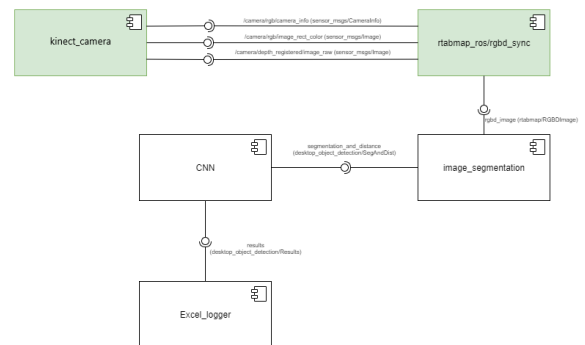 /camera/rgb/camera_info (sensor_msgs/CameraInfo)
kinect_camera
/camera/rgb/image_rect_color (sensor_msgs/Image)
rtabmap_ros/rgbd_sync
/camera/depth_registered/image_raw (sensor_msgs/Image)
rgbd_image (rtabmap/RGBDImage)
segmentation_and_distance
(desktop_object_detection/SegAndDist)
CNN
image_segmentation
results
(desktop_object_detection/Results)
Excel_logger